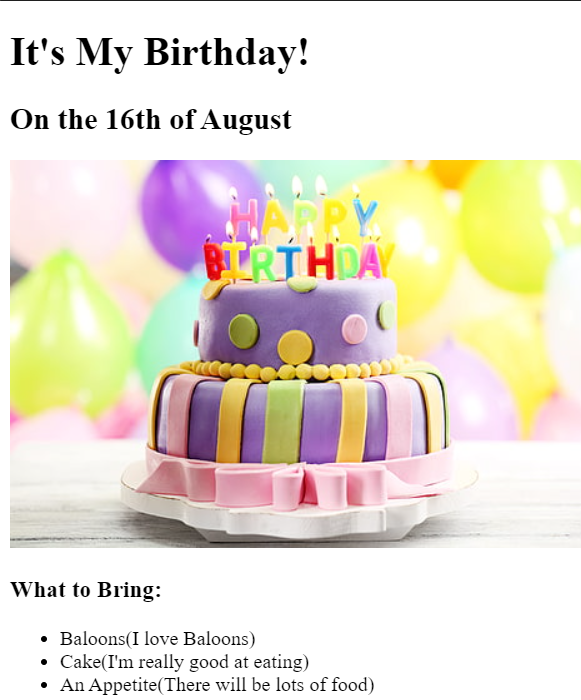 It's My Birthday!
On the 16th of August
HAPPY
BIRTHDAY
What to Bring:
Baloons(I love Baloons)
Cake(I'm really good at eating)
An Appetite(There will be lots of food)